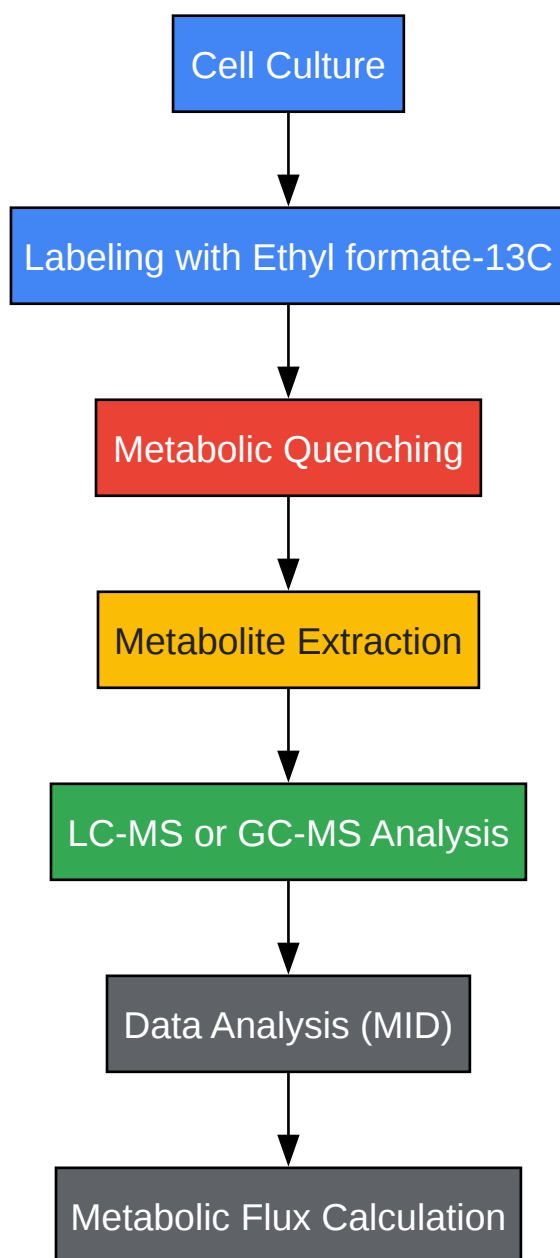 Cell Culture
Labeling with Ethyl formate-13C
Metabolic Quenching
Metabolite Extraction
LC-MS or GC-MS Analysis
Data Analysis (MID)
Metabolic Flux Calculation